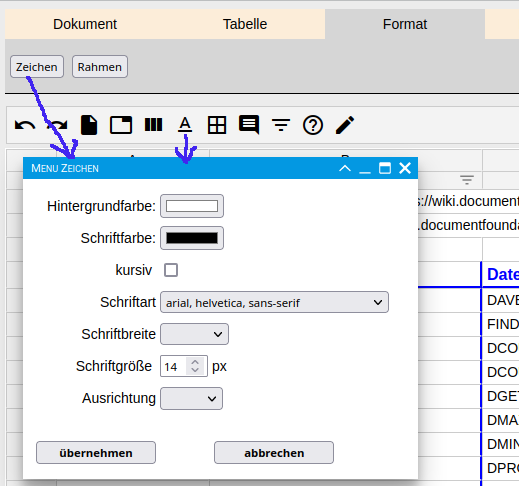 Dokument Tabelle Format
Zeichen Rahmen
Menu Zeichen
Hintergrundfarbe:
s://wiki.document
Schriftfarbe:
.documentfounda
kursiv
Date
Schriftart arial, helvetica, sans-serif
DAVE
Schriftbreite
FIND
DCO
Schriftgröße 14 px
DCO
Ausrichtung
DGET
DMA
DMIN
übernehmen abbrechen
DPRO